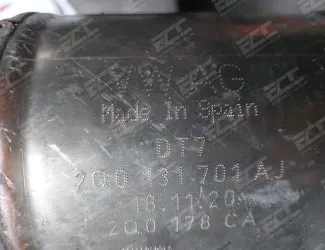 VW AG
Made In Spain
DT7
2Q0 131 701 AJ
18.11.20
2Q0 178 CA